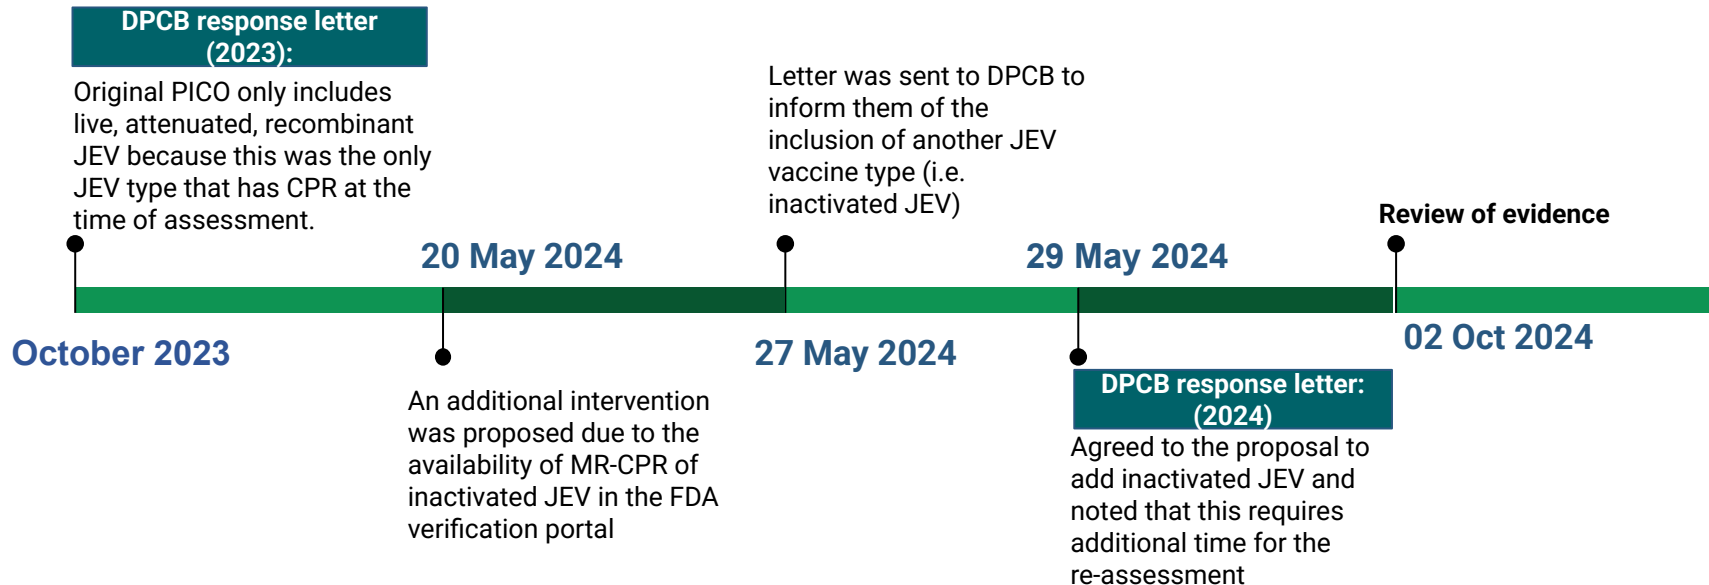 DPCB response letter
(2023):
Original PICO only includes
live, attenuated, recombinant
JEV because this was the only
JEV type that has CPR at the
time of assessment.
October 2023
20 May 2024
An additional intervention
was proposed due to the
availability of MR-CPR of
inactivated JEV in the FDA
verification portal
Letter was sent to DPCB to
inform them of the
inclusion of another JEV
vaccine type (i.e.
inactivated JEV)
27 May 2024
29 May 2024
DPCB response letter:
(2024)
Agreed to the proposal to
add inactivated JEV and
noted that this requires
additional time for the
re-assessment
Review of evidence
02 Oct 2024